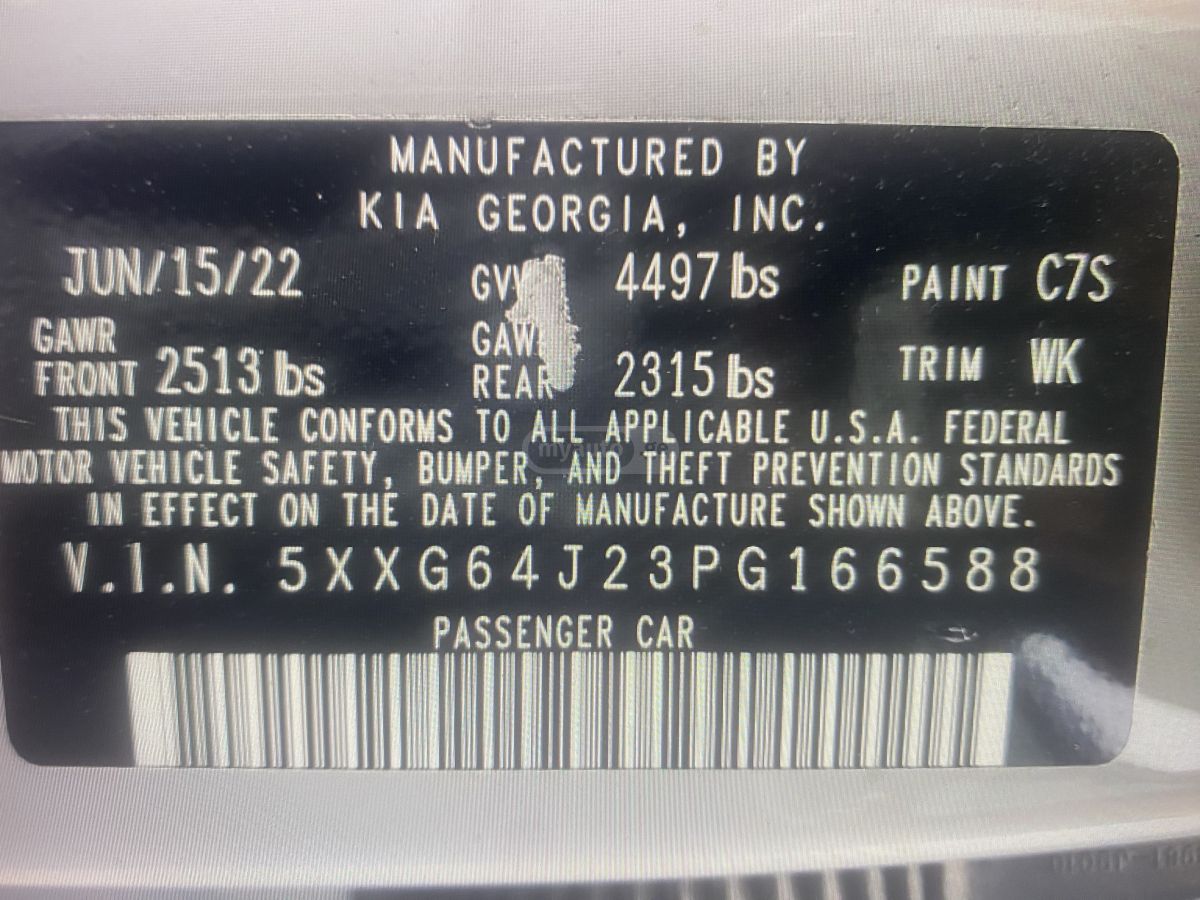 MANUFACTURED BY
KIA GEORGIA, INC.
JUN/15/22 4497 lbs PAINT C7S
GAWR
FRONT 2513 lbs REAR 2315 lbs TRIM WK
THIS VEHICLE CONFORMS TO ALL APPLICABLE U.S.A. FEDERAL
MOTOR VEHICLE SAFETY, BUMPER, AND THEFT PREVENTION STANDARDS
IN EFFECT ON THE DATE OF MANUFACTURE SHOWN ABOVE.
V.I.N. 5XXG64J23PG166588
PASSENGER CAR
myauto.ge